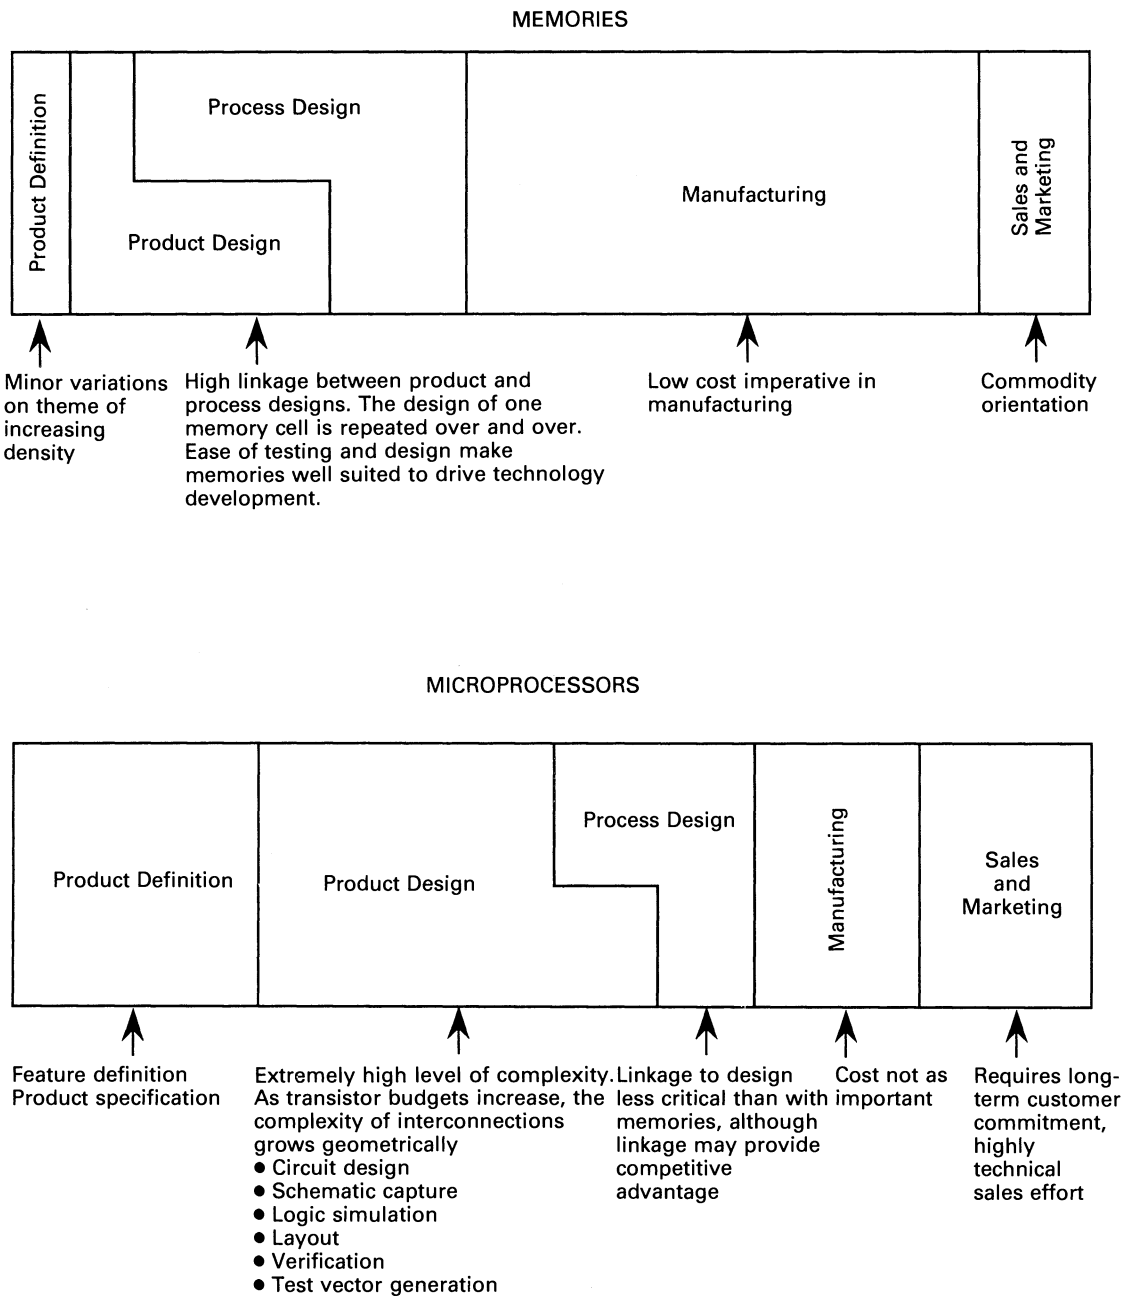 MEMORIES
Product Definition
Process Design
Product Design
Manufacturing
Sales and
Marketing
Minor variations
on theme of
increasing
density
High linkage between product and
process designs. The design of one
memory cell is repeated over and over.
Ease of testing and design make
memories well suited to drive technology
development.
Low cost imperative in
manufacturing
Commodity
orientation
MICROPROCESSORS
Product Definition
Product Design
Process Design
Manufacturing
Sales
and
Marketing
Feature definition
Product specification
Extremely high level of complexity.
As transistor budgets increase, the
complexity of interconnections
grows geometrically
● Circuit design
● Schematic capture
● Logic simulation
● Layout
● Verification
● Test vector generation
Linkage to design
less critical than with
memories, although
linkage may provide
competitive
advantage
Cost not as
important
Requires long-
term customer
commitment,
highly
technical
sales effort